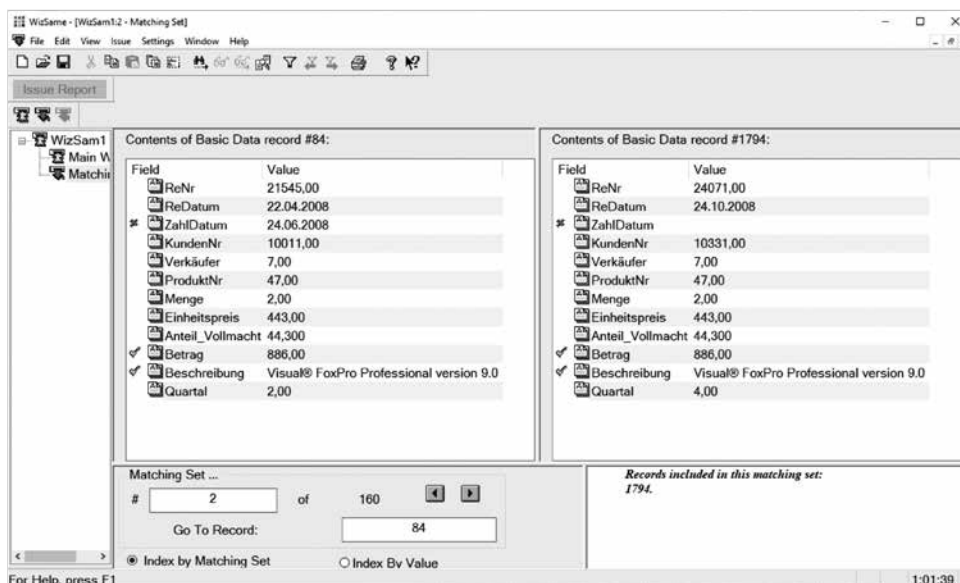 WizSame - [WizSam1:2 - Matching Set]
File Edit View Issue Settings Window Help
Issue Report
WizSam1
Main W
Matchin
Contents of Basic Data record #84:
Field Value
ReNr 21545,00
ReDatum 22.04.2008
ZahlDatum 24.06.2008
KundenNr 10011,00
Verkäufer 7,00
ProduktNr 47,00
Menge 2,00
Einheitspreis 443,00
Anteil_Vollmacht 44,300
Betrag 886,00
Beschreibung Visual® FoxPro Professional version 9.0
Quartal 2,00
Contents of Basic Data record #1794:
Field Value
ReNr 24071,00
ReDatum 24.10.2008
ZahlDatum
KundenNr 10331,00
Verkäufer 7,00
ProduktNr 47,00
Menge 2,00
Einheitspreis 443,00
Anteil_Vollmacht 44,300
Betrag 886,00
Beschreibung Visual® FoxPro Professional version 9.0
Quartal 4,00
Matching Set ...
# 2 of 160
Go To Record: 84
Index by Matching Set Index By Value
Records included in this matching set:
1794.
For Help, press F1 1:01:39